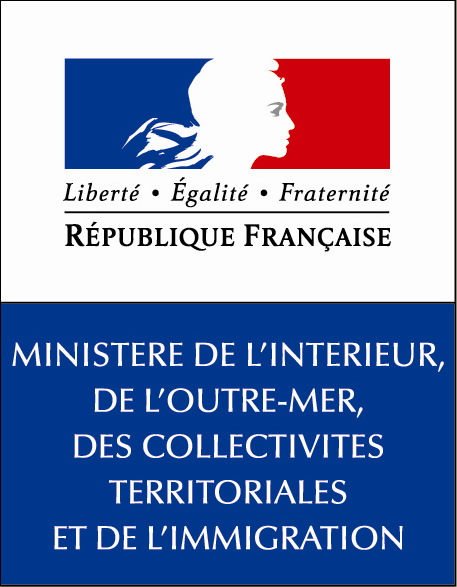 Liberté • Égalité • Fraternité
RÉPUBLIQUE FRANÇAISE
MINISTERE DE L'INTERIEUR,
DE L'OUTRE-MER,
DES COLLECTIVITES
TERRITORIALES
ET DE L'IMMIGRATION